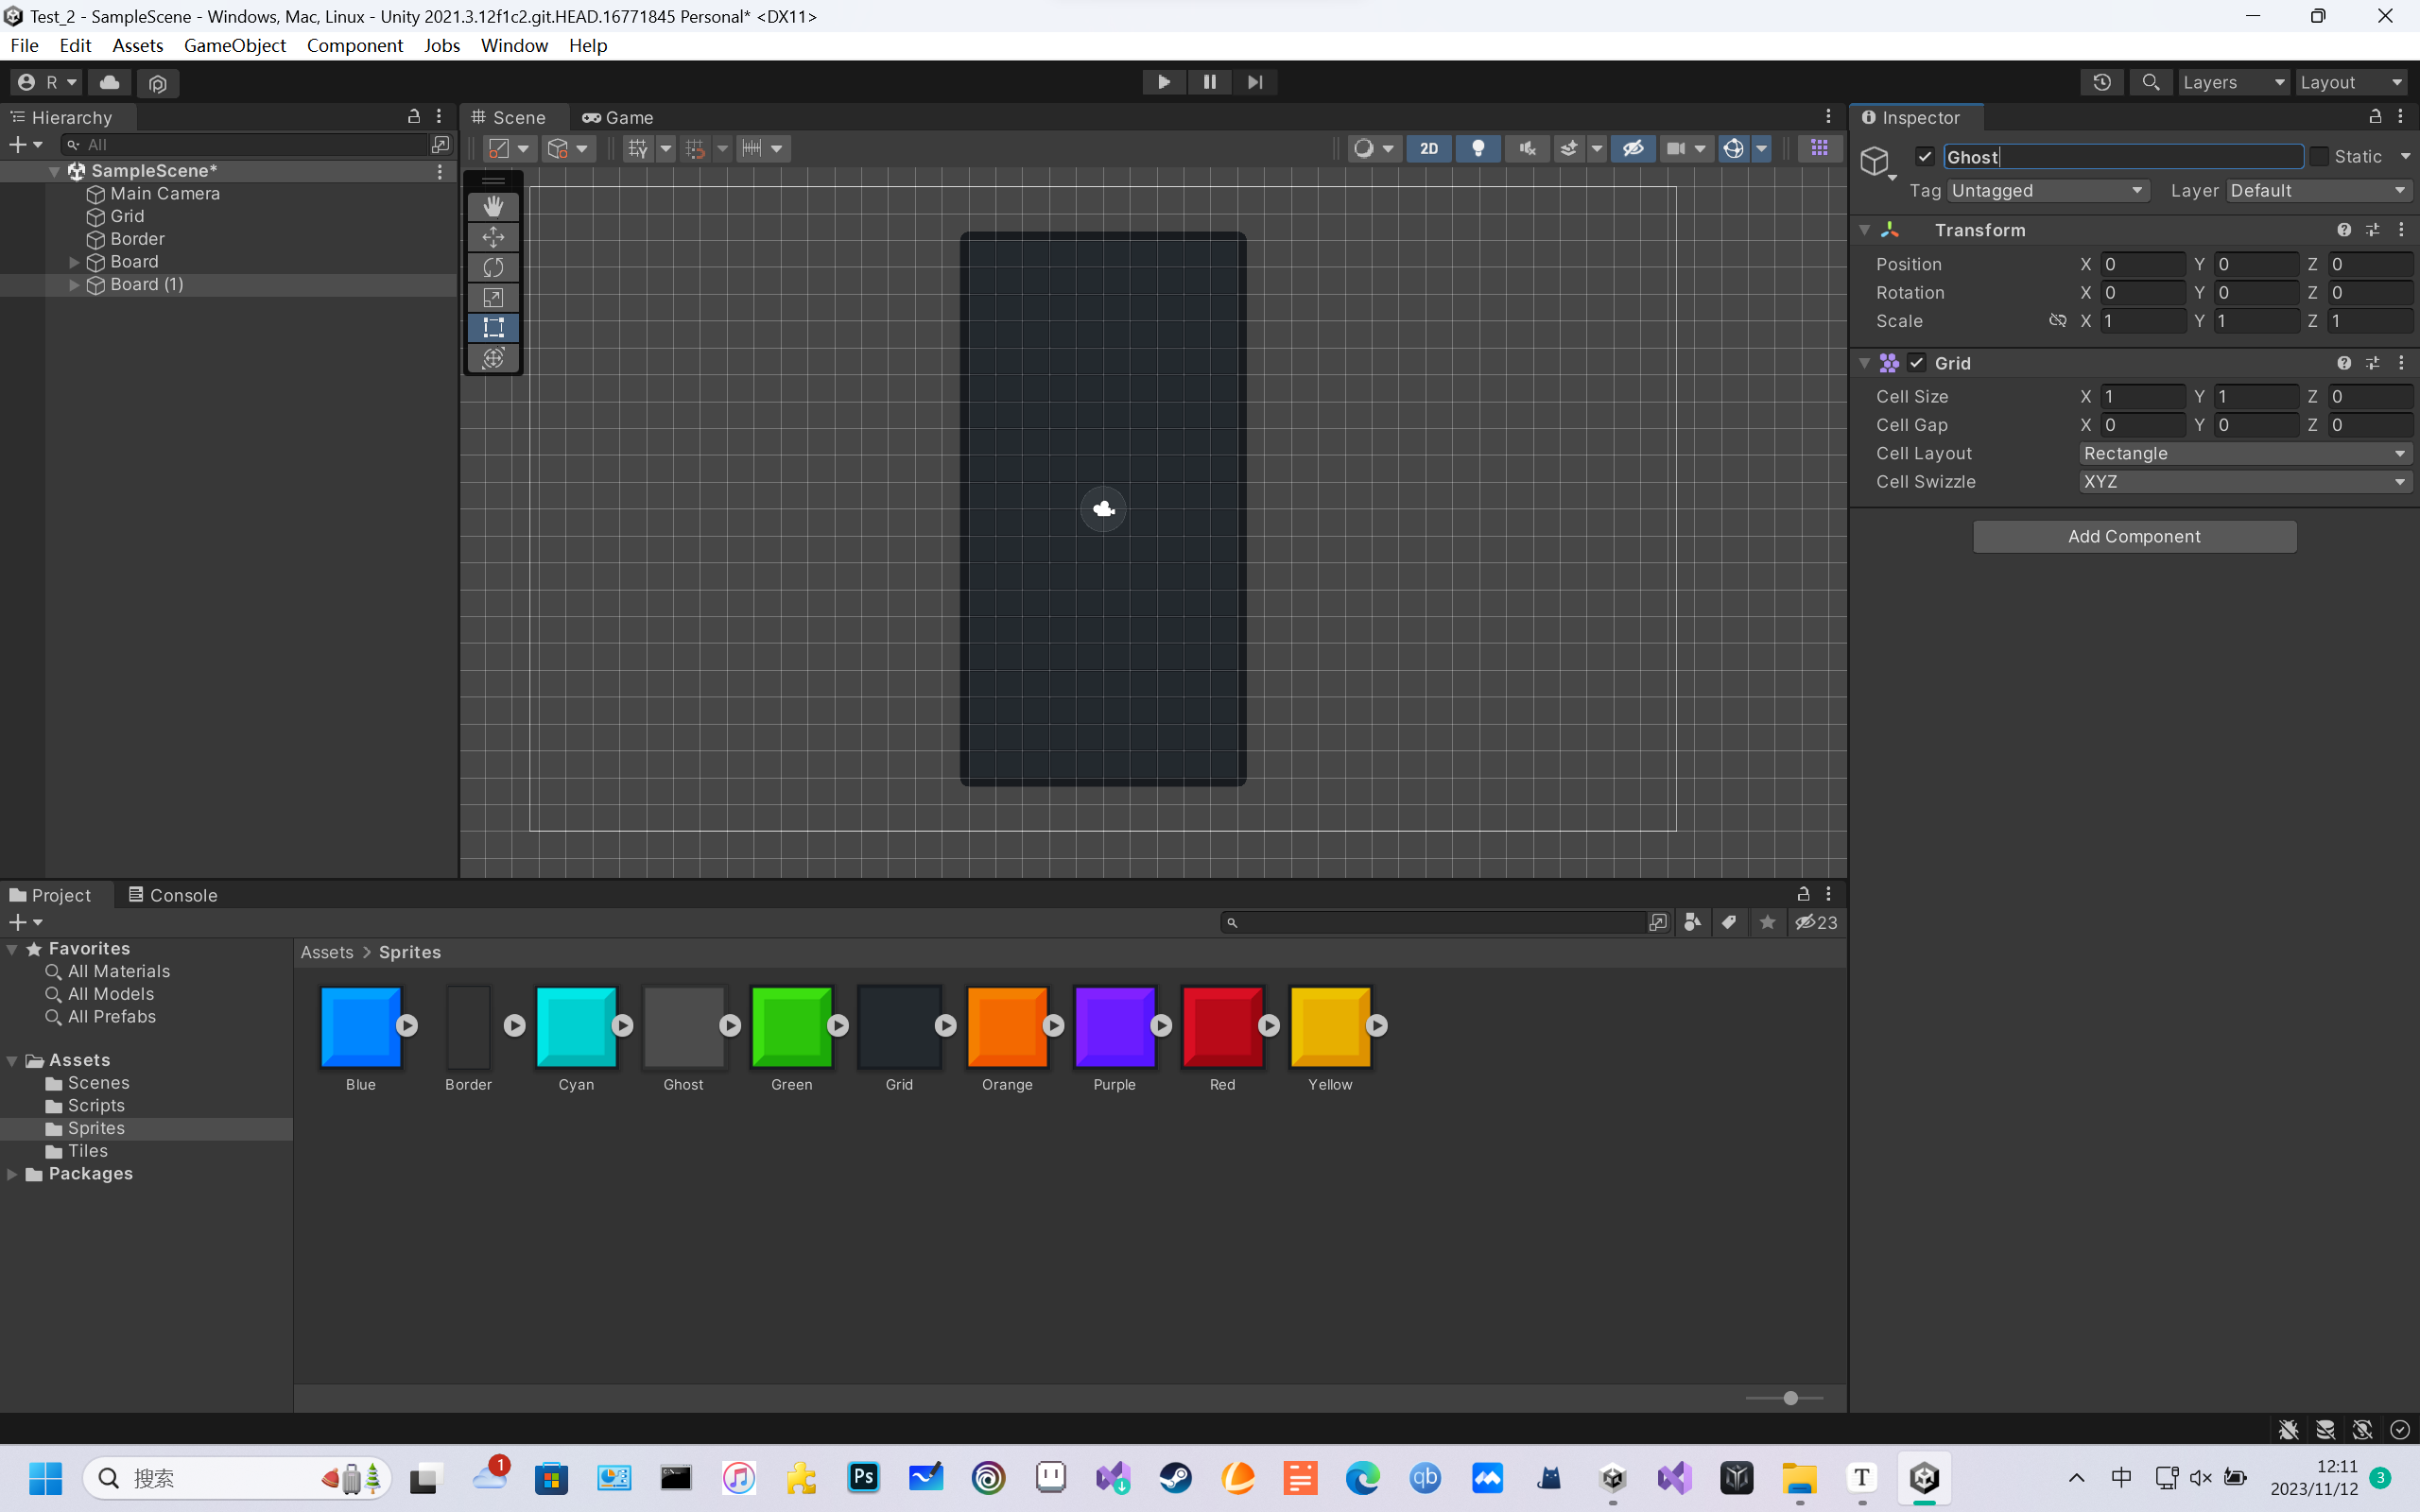 Test_2 - SampleScene - Windows, Mac, Linux - Unity 2021.3.12f1c2.git.HEAD.16771845 Personal* <DX11>
File Edit Assets GameObject Component Jobs Window Help
R Layers Layout
Hierarchy
All
SampleScene*
Main Camera
Grid
Border
Board
Board (1)
Scene Game
2D
Inspector
Ghost Static
Tag Untagged Layer Default
Transform
Position X 0 Y 0 Z 0
Rotation X 0 Y 0 Z 0
Scale X 1 Y 1 Z 1
Grid
Cell Size X 1 Y 1 Z 0
Cell Gap X 0 Y 0 Z 0
Cell Layout Rectangle
Cell Swizzle XYZ
Add Component
Project Console
23
Favorites
All Materials
All Models
All Prefabs
Assets
Scenes
Scripts
Sprites
Tiles
Packages
Assets > Sprites
Blue Border Cyan Ghost Green Grid Orange Purple Red Yellow
搜索 1 Ps qb T 中 12:11 3
2023/11/12